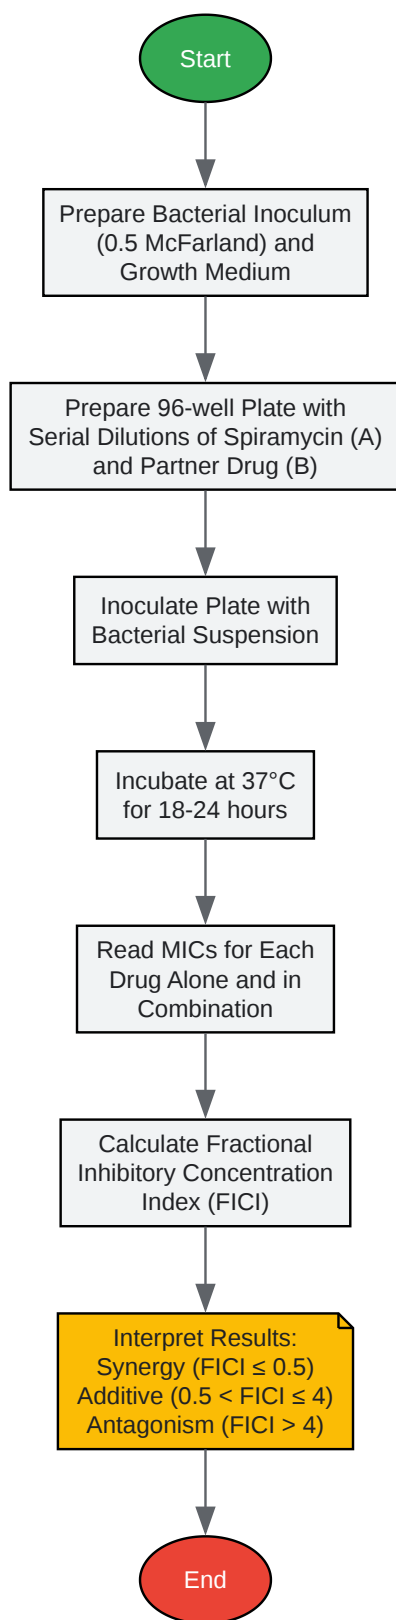 Start
Prepare Bacterial Inoculum
(0.5 McFarland) and
Growth Medium
Prepare 96-well Plate with
Serial Dilutions of Spiramycin (A)
and Partner Drug (B)
Inoculate Plate with
Bacterial Suspension
Incubate at 37°C
for 18-24 hours
Read MICs for Each
Drug Alone and in
Combination
Calculate Fractional
Inhibitory Concentration
Index (FICI)
Interpret Results:
Synergy (FICI ≤ 0.5)
Additive (0.5 < FICI ≤ 4)
Antagonism (FICI > 4)
End